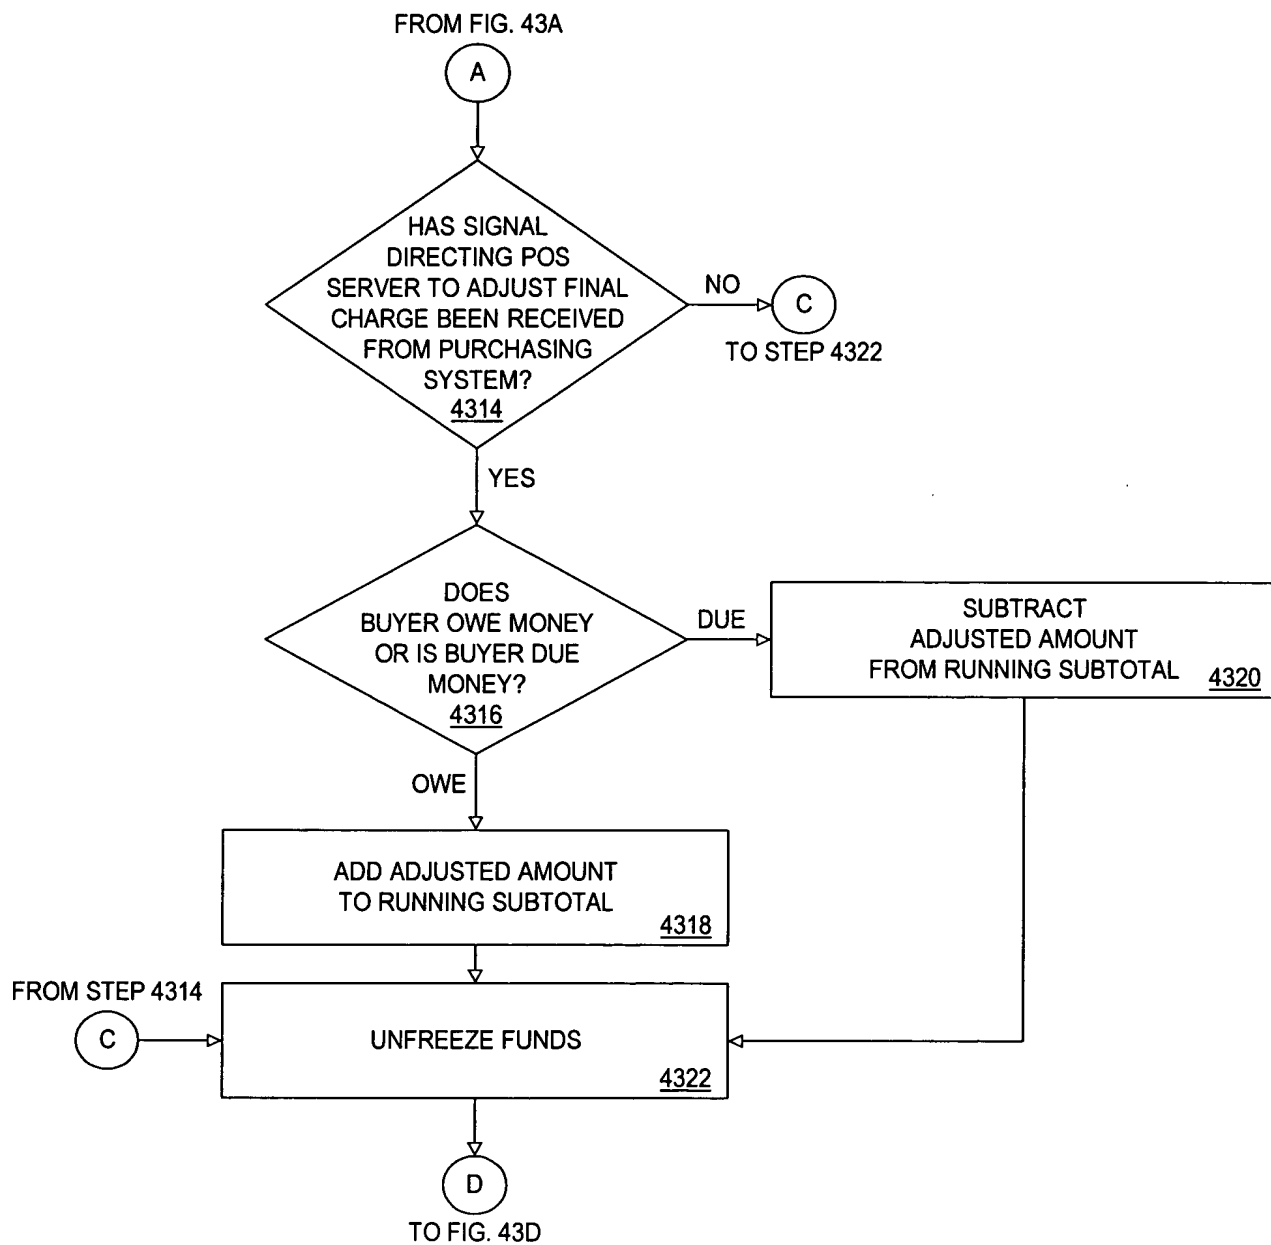 FROM FIG. 43A
A
HAS SIGNAL
DIRECTING POS
SERVER TO ADJUST FINAL
CHARGE BEEN RECEIVED
FROM PURCHASING
SYSTEM?
4314
NO
C
TO STEP 4322
YES
DOES
BUYER OWE MONEY
OR IS BUYER DUE
MONEY?
4316
DUE
SUBTRACT
ADJUSTED AMOUNT
FROM RUNNING SUBTOTAL
4320
OWE
ADD ADJUSTED AMOUNT
TO RUNNING SUBTOTAL
4318
FROM STEP 4314
C
UNFREEZE FUNDS
4322
D
TO FIG. 43D